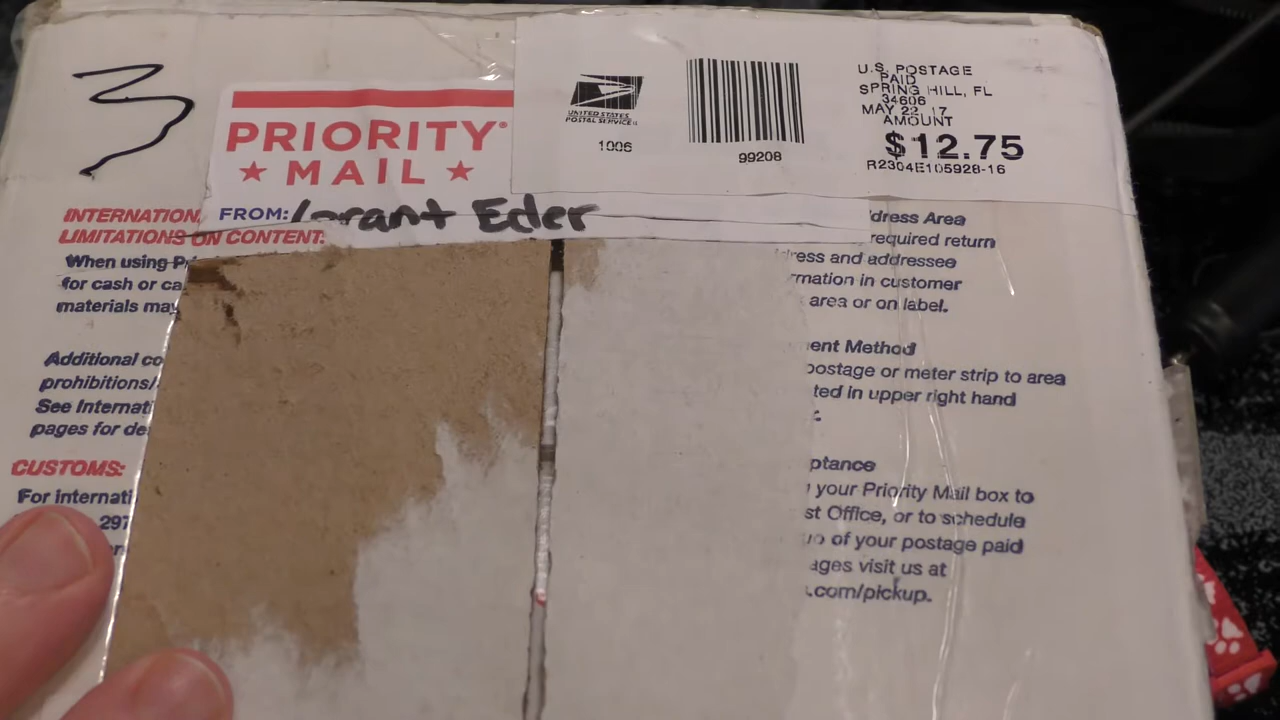 3
PRIORITY®
MAIL
UNITED STATES
POSTAL SERVICE
1006
99208
U.S. POSTAGE
PAID
SPRING HILL, FL
34606
MAY 22, 17
AMOUNT
$12.75
R2304E105928-16
FROM: Grant Eder
INTERNATION
LIMITATIONS ON CONTENT:
When using Pr
for cash or ca
materials may
Additional co
prohibitions/
See Internati
pages for de
CUSTOMS:
For internati
297
dress Area
required return
ress and addressee
rmation in customer
area or on label.
ent Method
postage or meter strip to area
ted in upper right hand
ptance
your Priority Mail box to
st Office, or to schedule
up of your postage paid
ages visit us at
.com/pickup.